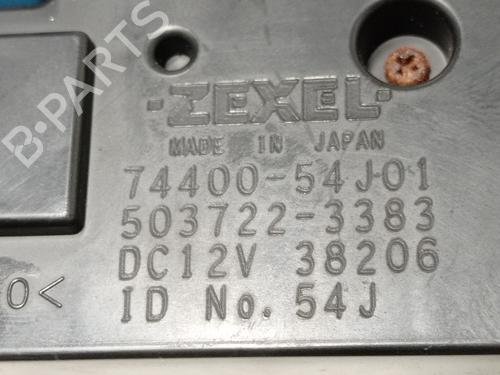 B-PARTS
·ZEXEL·
MADE IN JAPAN
74400-54J01
503722-3383
DC12V 38206
O<
ID No. 54J